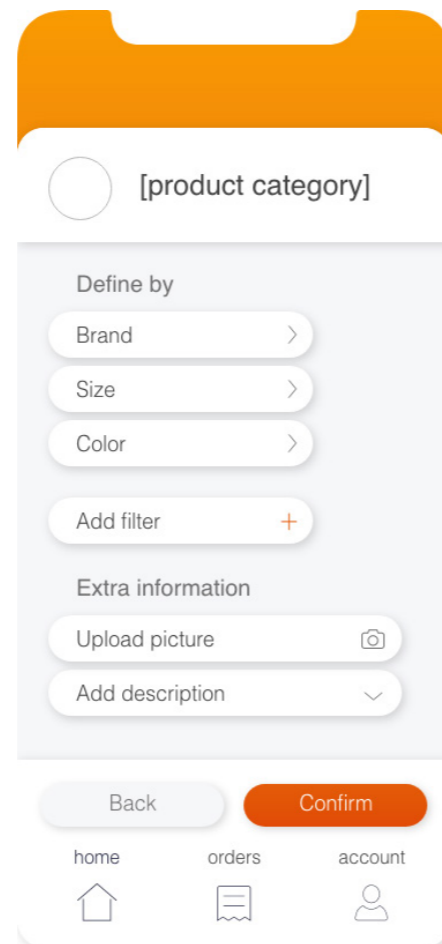 [product category]
Define by
Brand
Size
Color
Add filter
Extra information
Upload picture
Add description
Back Confirm
home orders account